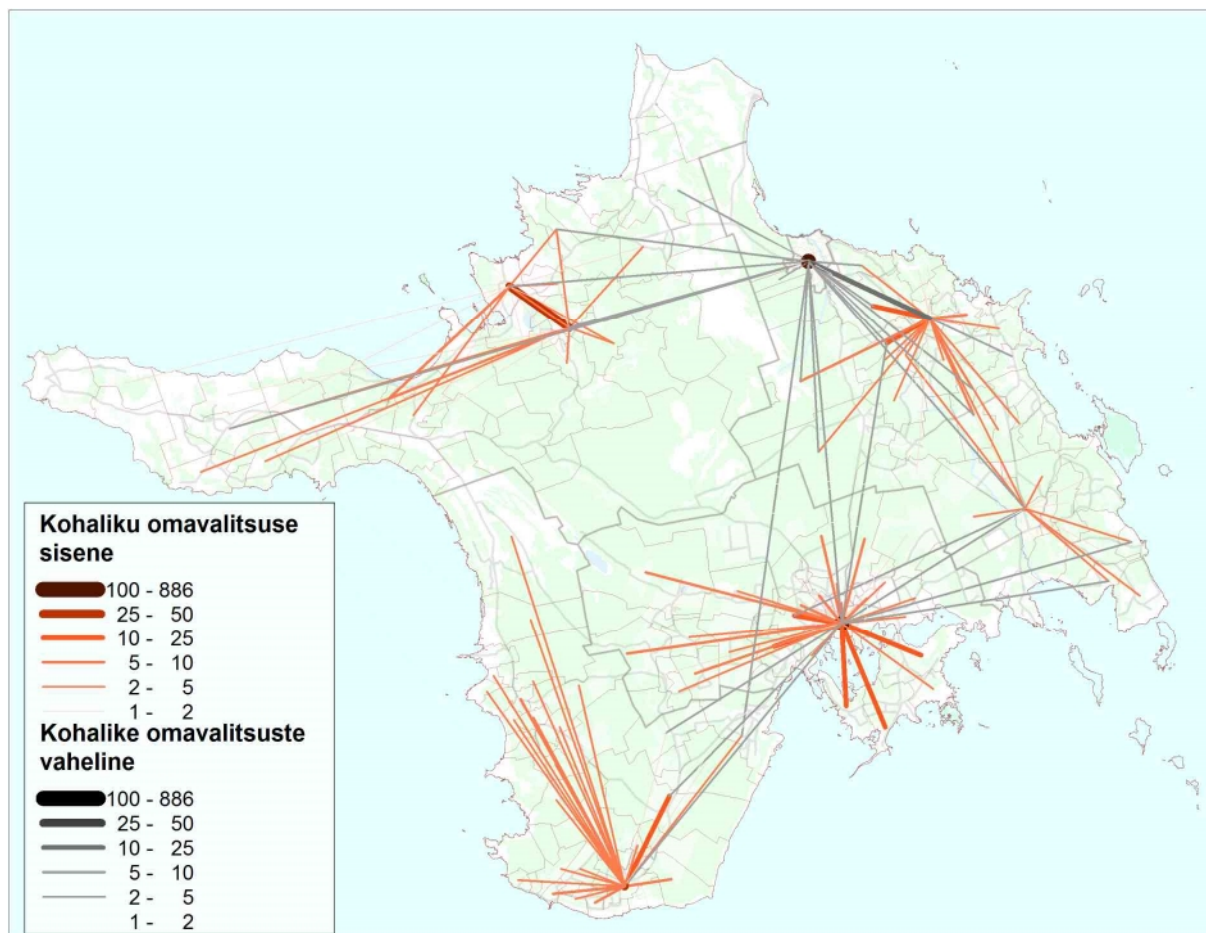 Kohaliku omavalitsuse
sisene
100 - 886
25 - 50
10 - 25
5 - 10
2 - 5
1 - 2
Kohalike omavalitsuste
vaheline
100 - 886
25 - 50
10 - 25
5 - 10
2 - 5
1 - 2